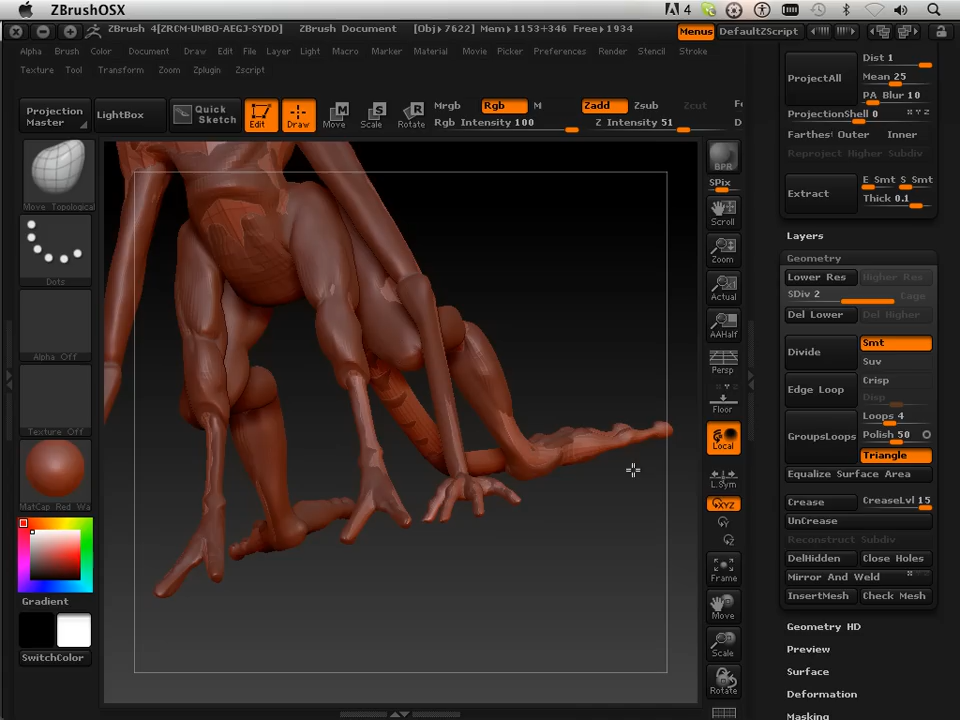 ZBrushOSX
4
ZBrush 4[ZRCM-UMBO-AEGJ-SYDD] ZBrush Document [Obj>7622] Mem>1153+346 Free>1934 Menus DefaultZScript
Alpha Brush Color Document Draw Edit File Layer Light Macro Marker Material Movie Picker Preferences Render Stencil Stroke
Texture Tool Transform Zoom Zplugin Zscript
Projection Master
LightBox
Quick Sketch
Edit
Draw
Move
Scale
Rotate
Mrgb Rgb M Zadd Zsub Zcut
Rgb Intensity 100 Z Intensity 51
Move Topological
Dots
Alpha Off
Texture Off
MatCap Red Wa
Gradient
SwitchColor
BPR
SPix
Scroll
Zoom
Actual
AAHalf
Persp
Floor
Local
L.Sym
XYZ
Frame
Move
Scale
Rotate
ProjectAll
Dist 1
Mean 25
PA Blur 10
ProjectionShell 0
Farthest Outer Inner
Reproject Higher Subdiv
Extract
E Smt S Smt
Thick 0.1
Layers
Geometry
Lower Res Higher Res
SDiv 2 Cage
Del Lower Del Higher
Divide
Smt
Suv
Edge Loop
Crisp
Disp
GroupsLoops
Loops 4
Polish 50
Triangle
Equalize Surface Area
Crease CreaseLvl 15
UnCrease
Reconstruct Subdiv
DelHidden Close Holes
Mirror And Weld
InsertMesh Check Mesh
Geometry HD
Preview
Surface
Deformation
Masking